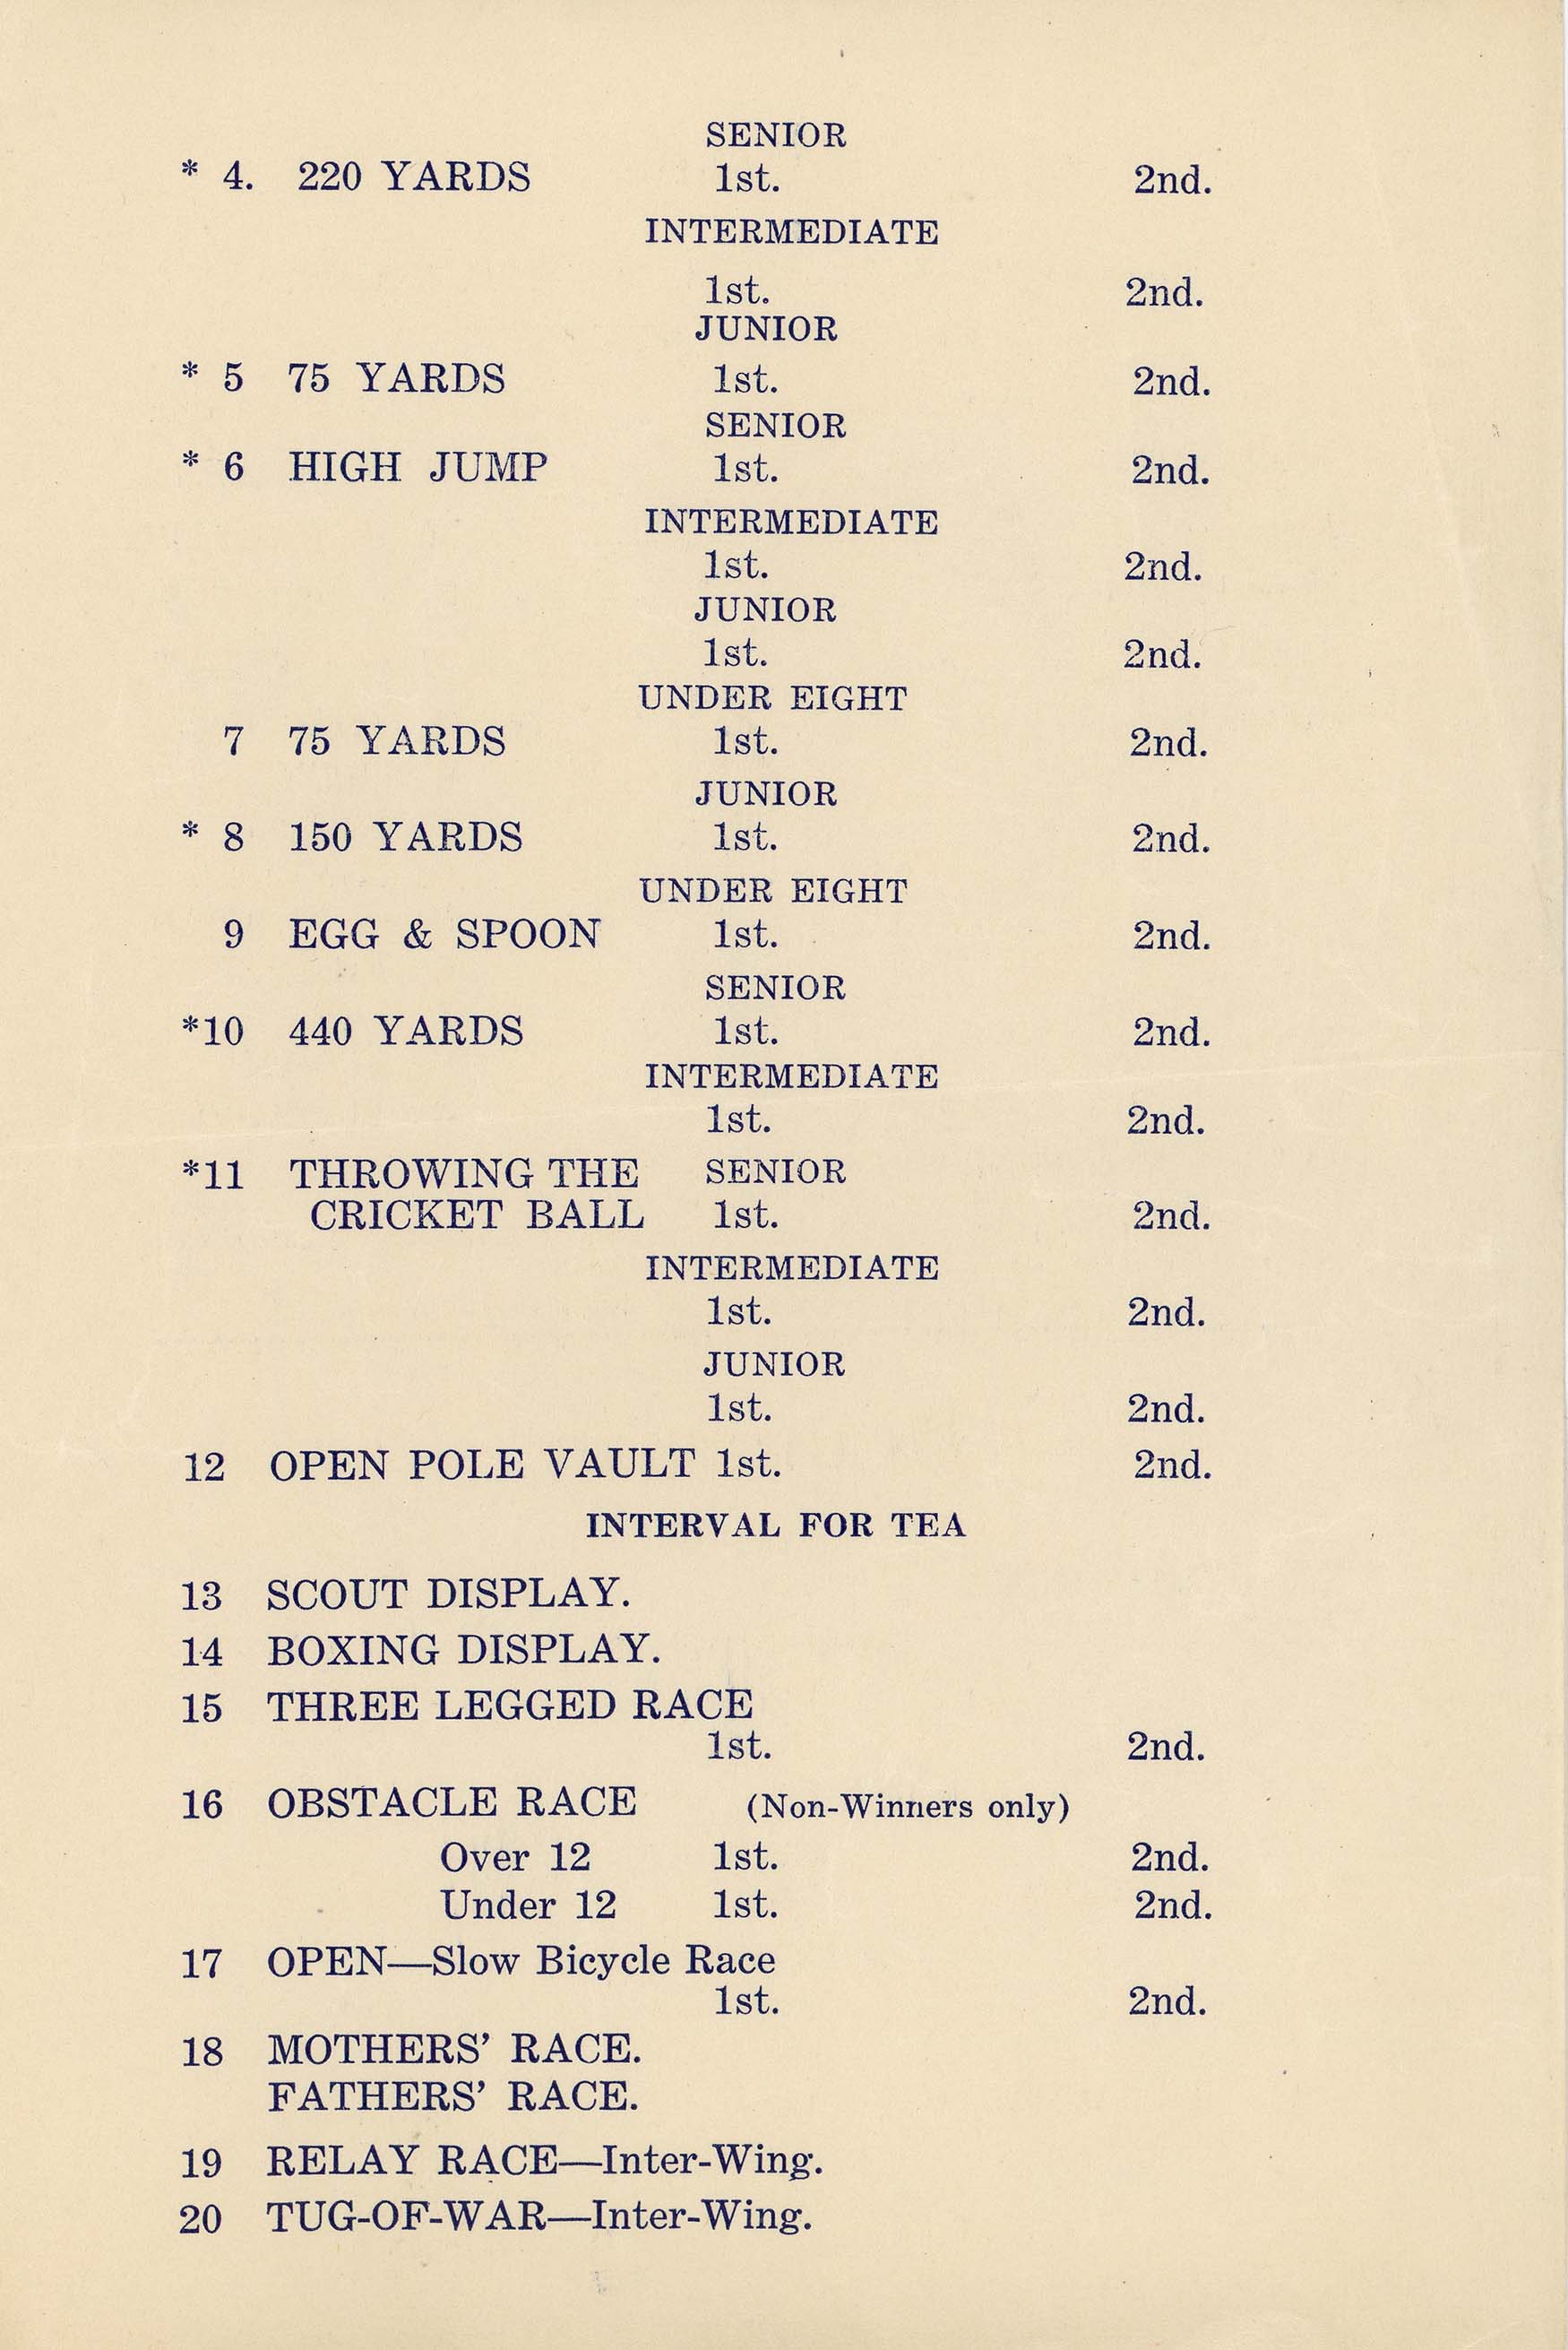 SENIOR
* 4. 220 YARDS 1st. 2nd.
INTERMEDIATE
1st. 2nd.
JUNIOR
* 5 75 YARDS 1st. 2nd.
SENIOR
* 6 HIGH JUMP 1st. 2nd.
INTERMEDIATE
1st. 2nd.
JUNIOR
1st. 2nd.
UNDER EIGHT
7 75 YARDS 1st. 2nd.
JUNIOR
* 8 150 YARDS 1st. 2nd.
UNDER EIGHT
9 EGG & SPOON 1st. 2nd.
SENIOR
*10 440 YARDS 1st. 2nd.
INTERMEDIATE
1st. 2nd.
*11 THROWING THE SENIOR
CRICKET BALL 1st. 2nd.
INTERMEDIATE
1st. 2nd.
JUNIOR
1st. 2nd.
12 OPEN POLE VAULT 1st. 2nd.
INTERVAL FOR TEA
13 SCOUT DISPLAY.
14 BOXING DISPLAY.
15 THREE LEGGED RACE
1st. 2nd.
16 OBSTACLE RACE (Non-Winners only)
Over 12 1st. 2nd.
Under 12 1st. 2nd.
17 OPEN—Slow Bicycle Race
1st. 2nd.
18 MOTHERS' RACE.
FATHERS' RACE.
19 RELAY RACE—Inter-Wing.
20 TUG-OF-WAR—Inter-Wing.